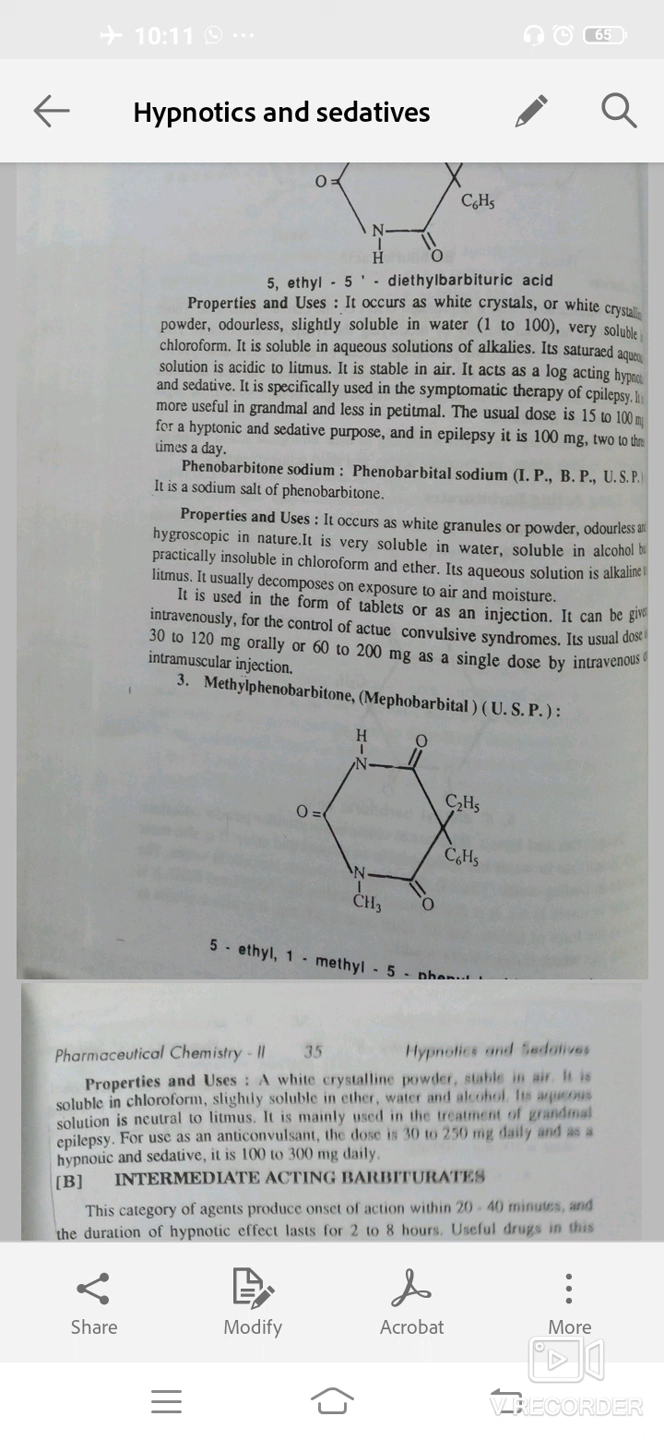 10:11
65
Hypnotics and sedatives
O
C6H5
N
H
O
5, ethyl - 5 ' - diethylbarbituric acid
Properties and Uses : It occurs as white crystals, or white
powder, odourless, slightly soluble in water (1 to 100), very soluble
chloroform. It is soluble in aqueous solutions of alkalies. Its saturaed
solution is acidic to litmus. It is stable in air. It acts as a log acting
and sedative. It is specifically used in the symptomatic therapy of cpilepsy.
more useful in grandmal and less in petitmal. The usual dose is 15 to 100
for a hyptonic and sedative purpose, and in epilepsy it is 100 mg, two to
times a day.
Phenobarbitone sodium : Phenobarbital sodium (I. P., B. P., U. S. P.
It is a sodium salt of phenobarbitone.
Properties and Uses : It occurs as white granules or powder, odourless
hygroscopic in nature.It is very soluble in water, soluble in alcohol
practically insoluble in chloroform and ether. Its aqueous solution is alkaline
litmus. It usually decomposes on exposure to air and moisture.
It is used in the form of tablets or as an injection. It can be
intravenously, for the control of actue convulsive syndromes. Its usual dose
30 to 120 mg orally or 60 to 200 mg as a single dose by intravenous
intramuscular injection.
3. Methylphenobarbitone, (Mephobarbital ) ( U. S. P. ) :
H
O
N
C2H5
O
C6H5
N
CH3
O
5 - ethyl, 1 - methyl - 5 -
Pharmaceutical Chemistry - II 35 Hypnotics and Sedatives
Properties and Uses : A white crystalline powder, stable in air. It is
soluble in chloroform, slightly soluble in ether, water and alcohol. Its aqueous
solution is neutral to litmus. It is mainly used in the treatment of grandmal
epilepsy. For use as an anticonvulsant, the dose is 30 to 250 mg daily and as a
hypnotic and sedative, it is 100 to 300 mg daily.
[B] INTERMEDIATE ACTING BARBITURATES
This category of agents produce onset of action within 20 - 40 minutes, and
the duration of hypnotic effect lasts for 2 to 8 hours. Useful drugs in this
Share Modify Acrobat More
V RECORDER